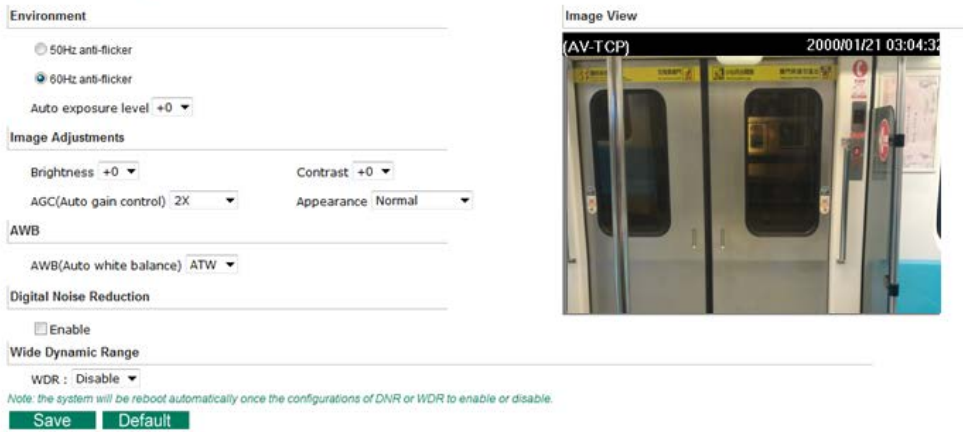 Environment
50Hz anti-flicker
60Hz anti-flicker
Auto exposure level +0
Image Adjustments
Brightness +0
Contrast +0
AGC(Auto gain control) 2X
Appearance Normal
AWB
AWB(Auto white balance) ATW
Digital Noise Reduction
Enable
Wide Dynamic Range
WDR : Disable
Note: the system will be reboot automatically once the configurations of DNR or WDR to enable or disable.
Save Default
Image View
(AV-TCP) 2000/01/21 03:04:32